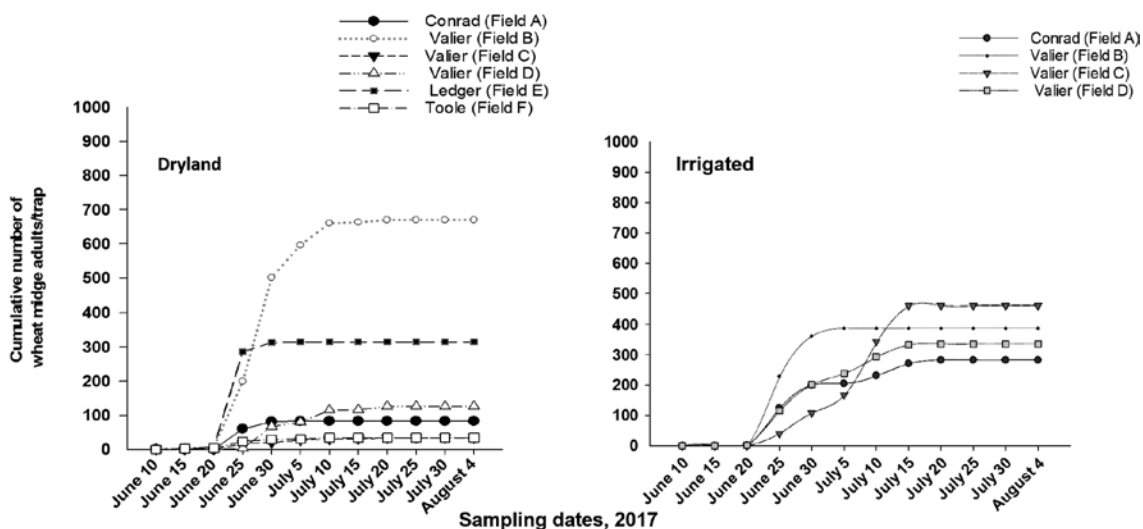 Conrad (Field A)
Valier (Field B)
Valier (Field C)
Valier (Field D)
Ledger (Field E)
Toole (Field F)
Cumulative number of
wheat midge adults/trap
1000
900
800
700
600
500
400
300
200
100
0
Dryland
June 10
June 15
June 20
June 25
June 30
July 5
July 10
July 15
July 20
July 25
July 30
August 4
Conrad (Field A)
Valier (Field B)
Valier (Field C)
Valier (Field D)
1000
900
800
700
600
500
400
300
200
100
0
Irrigated
June 10
June 15
June 20
June 25
June 30
July 5
July 10
July 15
July 20
July 25
July 30
August 4
Sampling dates, 2017